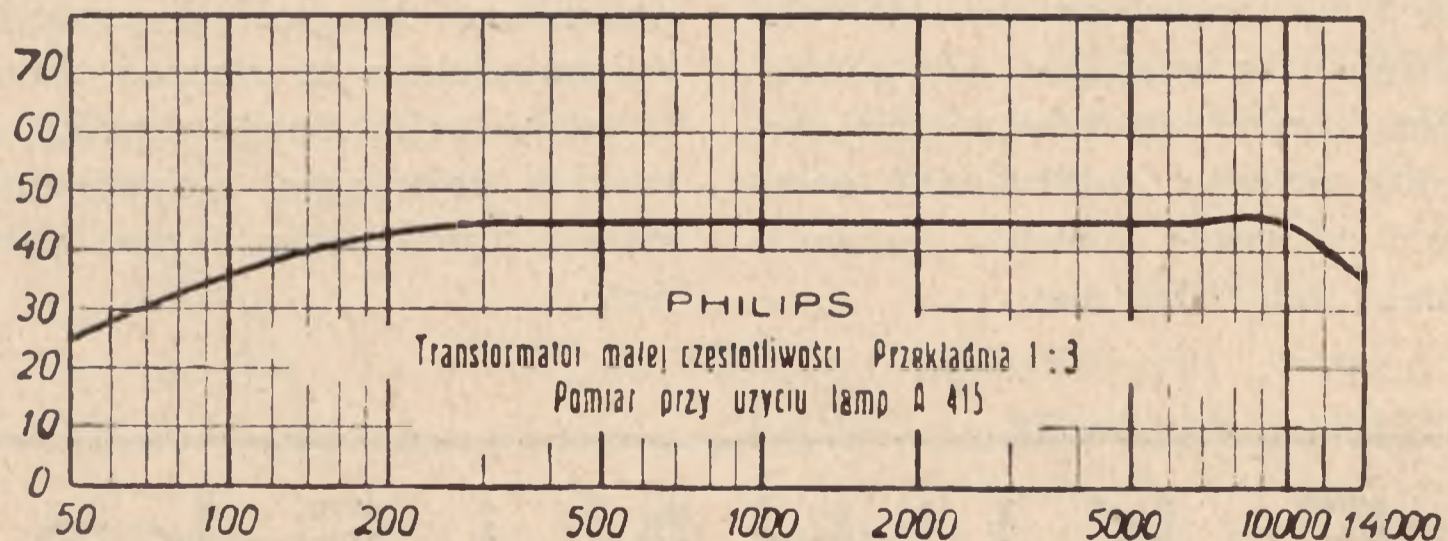 70
60
50
40
30
20
10
0
PHILIPS
Transformator małej częstotliwości Przekładnia 1:3
Pomiar przy użyciu lamp A 415
50 100 200 500 1000 2000 5000 10000 14000